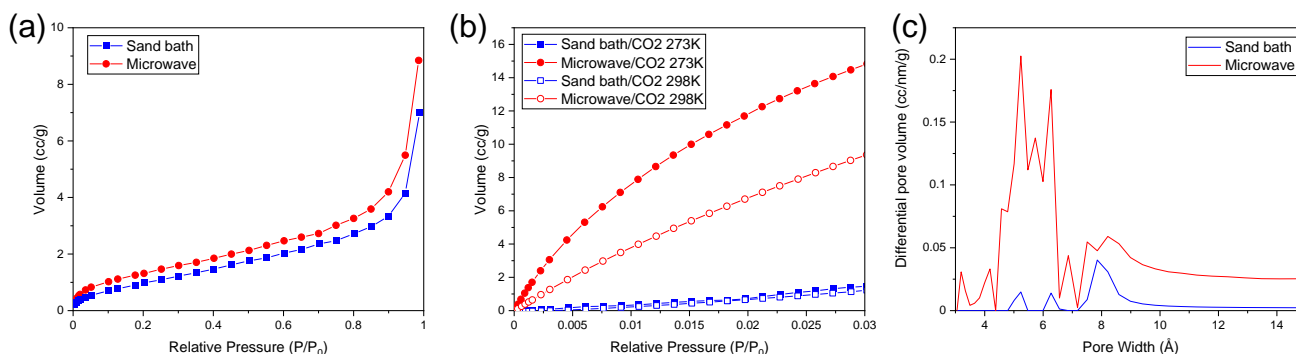 (a)
Sand bath
Microwave
Volume (cc/g)
10
8
6
4
2
0
0
0.2
0.4
0.6
0.8
1
Relative Pressure (P/P0)
(b)
Sand bath/CO2 273K
Microwave/CO2 273K
Sand bath/CO2 298K
Microwave/CO2 298K
Volume (cc/g)
16
14
12
10
8
6
4
2
0
0
0.005
0.01
0.015
0.02
0.025
0.03
Relative Pressure (P/P0)
(c)
Sand bath
Microwave
Differential pore volume (cc/nm/g)
0.2
0.15
0.1
0.05
0
4
6
8
10
12
14
Pore Width (Å)